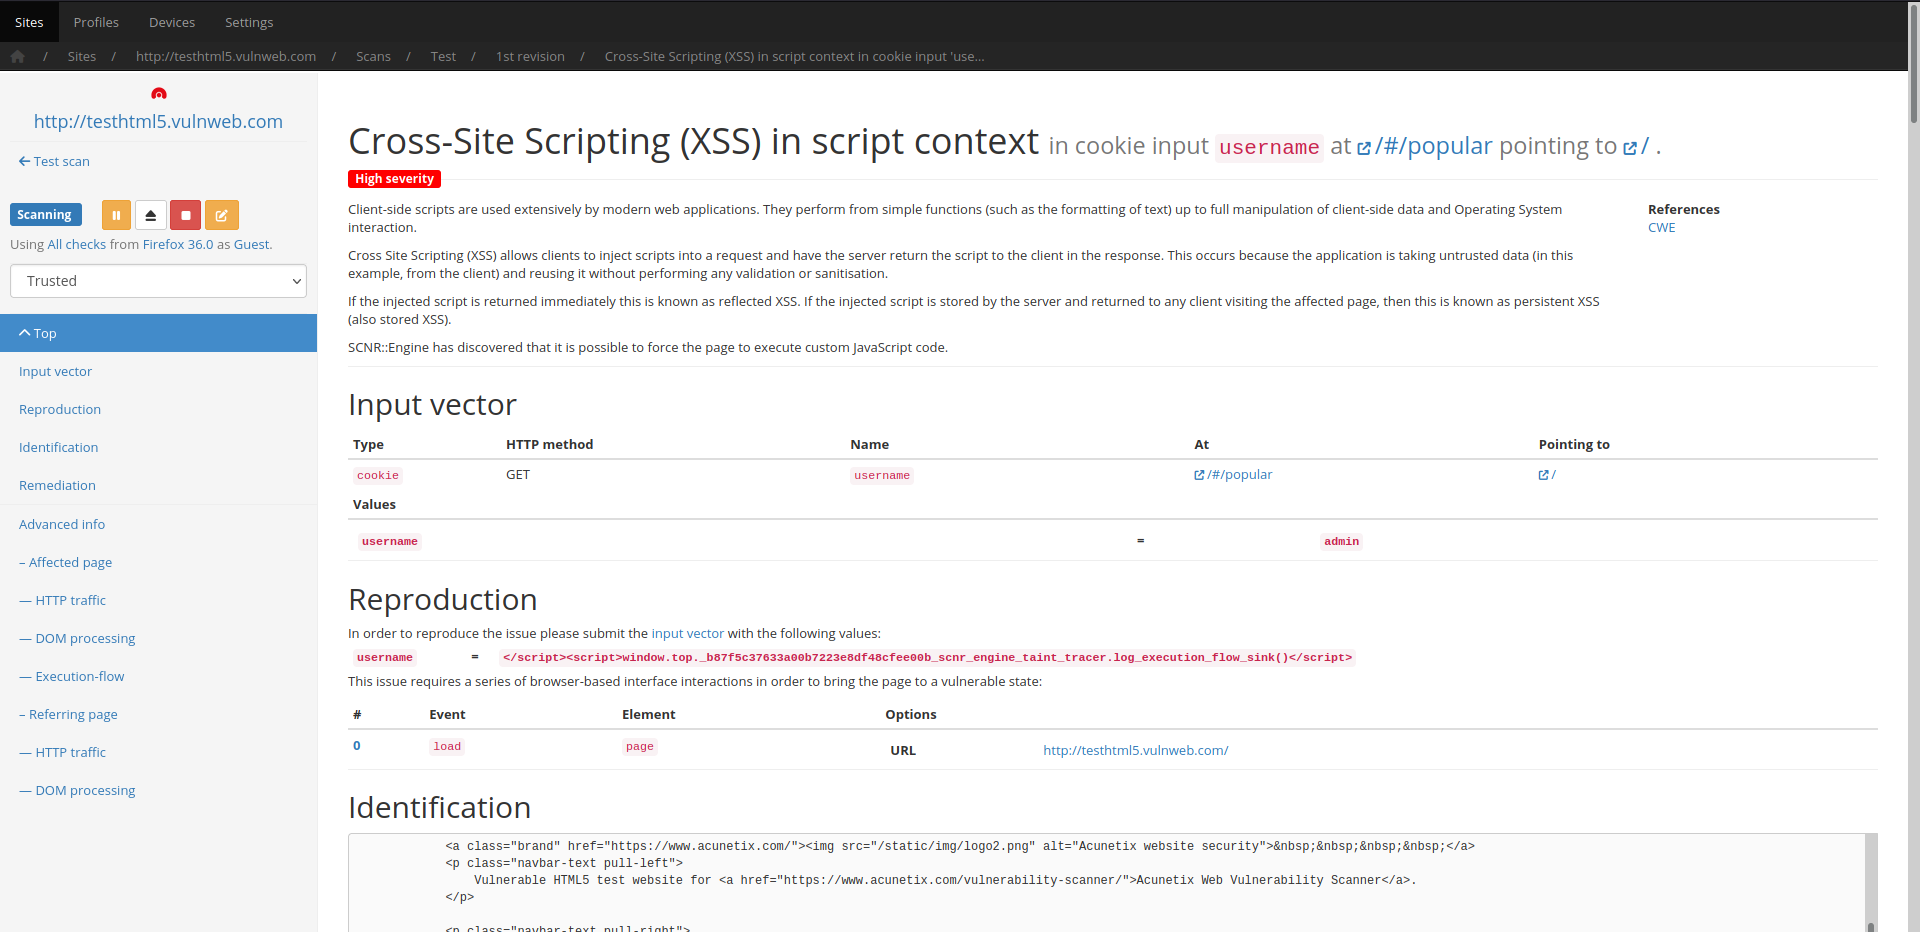 Sites Profiles Devices Settings
/ Sites / http://testhtml5.vulnweb.com / Scans / Test / 1st revision / Cross-Site Scripting (XSS) in script context in cookie input 'use...
http://testhtml5.vulnweb.com
Test scan
Scanning
Using All checks from Firefox 36.0 as Guest.
Trusted
Top
Input vector
Reproduction
Identification
Remediation
Advanced info
– Affected page
— HTTP traffic
— DOM processing
— Execution-flow
– Referring page
— HTTP traffic
— DOM processing
Cross-Site Scripting (XSS) in script context in cookie input username at /#/popular pointing to / .
High severity
Client-side scripts are used extensively by modern web applications. They perform from simple functions (such as the formatting of text) up to full manipulation of client-side data and Operating System
interaction.
Cross Site Scripting (XSS) allows clients to inject scripts into a request and have the server return the script to the client in the response. This occurs because the application is taking untrusted data (in this
example, from the client) and reusing it without performing any validation or sanitisation.
If the injected script is returned immediately this is known as reflected XSS. If the injected script is stored by the server and returned to any client visiting the affected page, then this is known as persistent XSS
(also stored XSS).
SCNR::Engine has discovered that it is possible to force the page to execute custom JavaScript code.
References
CWE
Input vector
Type HTTP method Name At Pointing to
cookie GET username /#/popular /
Values
username = admin
Reproduction
In order to reproduce the issue please submit the input vector with the following values:
username = </script><script>window.top._b87f5c37633a00b7223e8df48cfee00b_scnr_engine_taint_tracer.log_execution_flow_sink()</script>
This issue requires a series of browser-based interface interactions in order to bring the page to a vulnerable state:
# Event Element Options
0 load page URL http://testhtml5.vulnweb.com/
Identification
<a class="brand" href="https://www.acunetix.com/"><img src="/static/img/logo2.png" alt="Acunetix website security">&nbsp;&nbsp;&nbsp;&nbsp;</a>
<p class="navbar-text pull-left">
Vulnerable HTML5 test website for <a href="https://www.acunetix.com/vulnerability-scanner/">Acunetix Web Vulnerability Scanner</a>.
</p>
<p class="navbar-text pull-right">